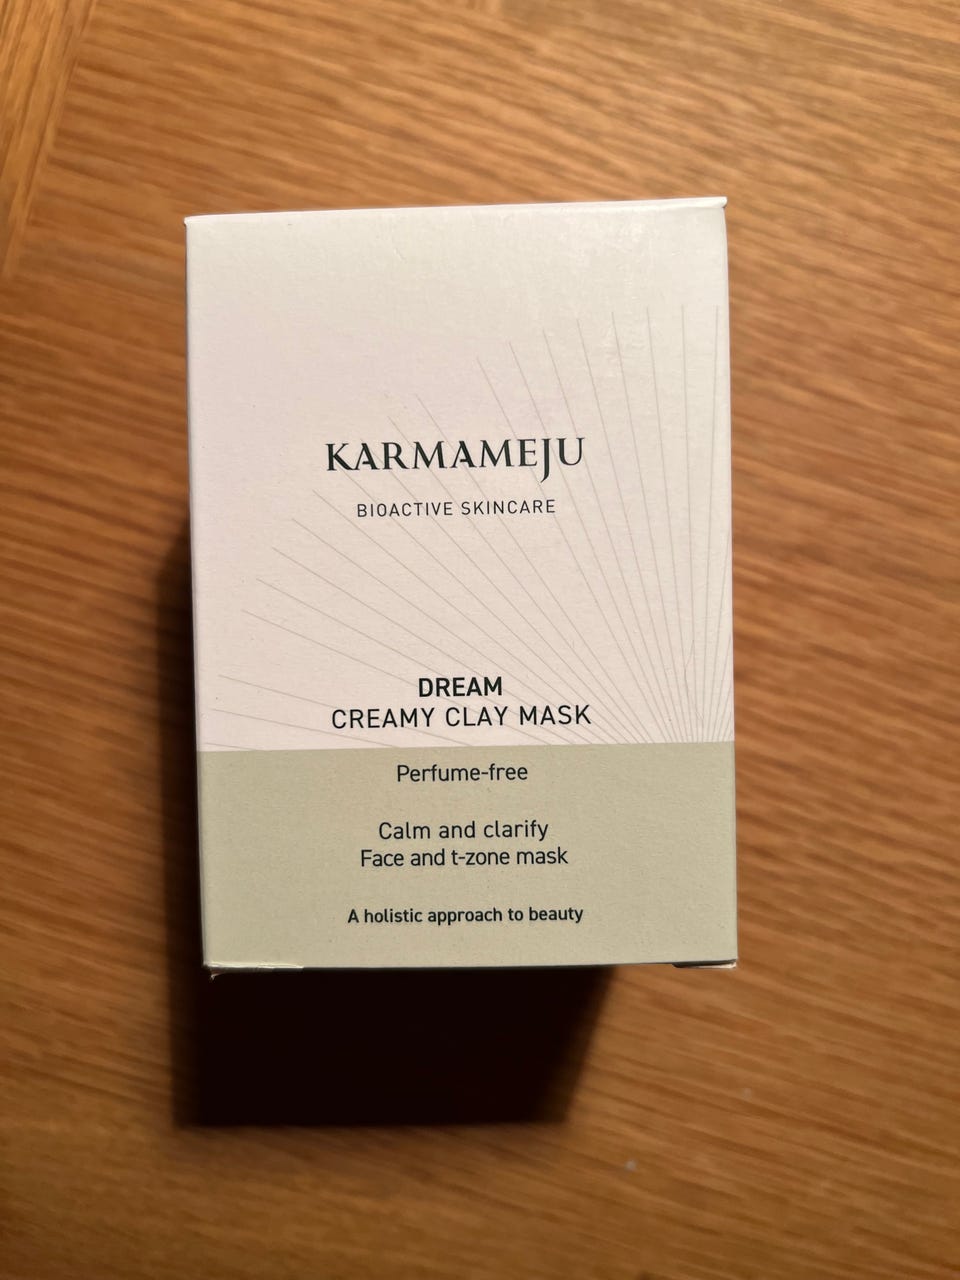 KARMAMEJU
BIOACTIVE SKINCARE
DREAM
CREAMY CLAY MASK
Perfume-free
Calm and clarify
Face and t-zone mask
A holistic approach to beauty